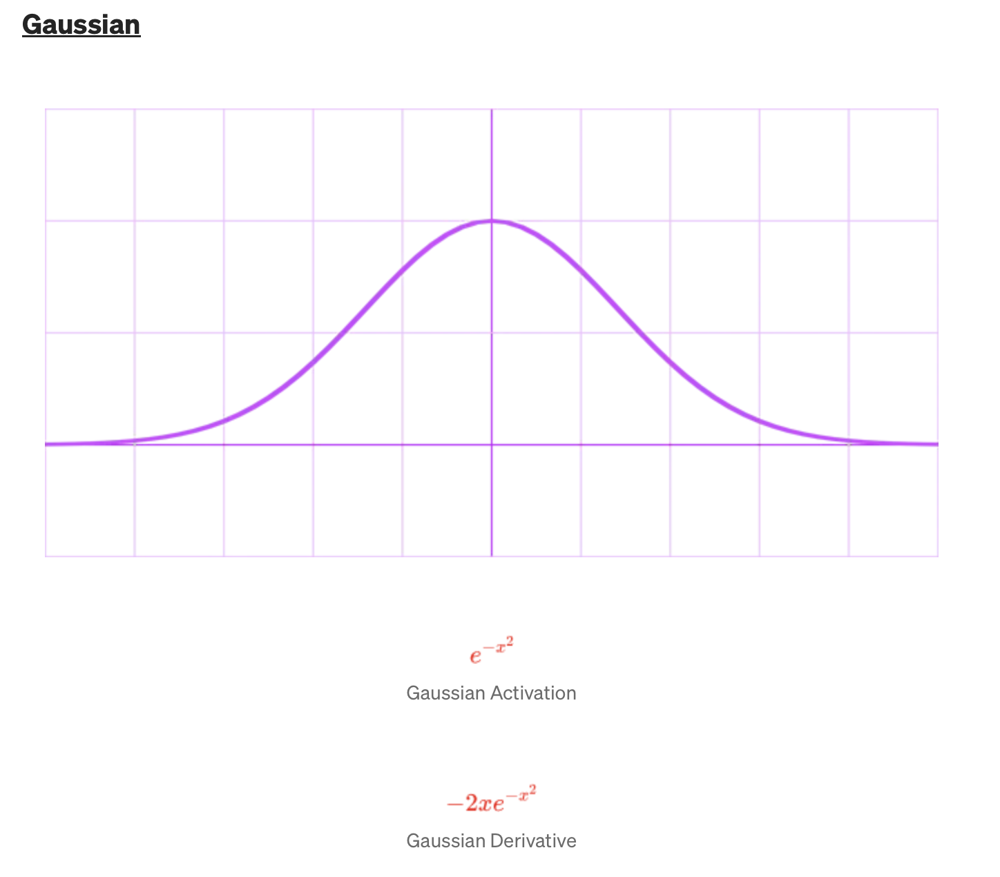 Gaussian
e^{-x^2}
Gaussian Activation
-2xe^{-x^2}
Gaussian Derivative